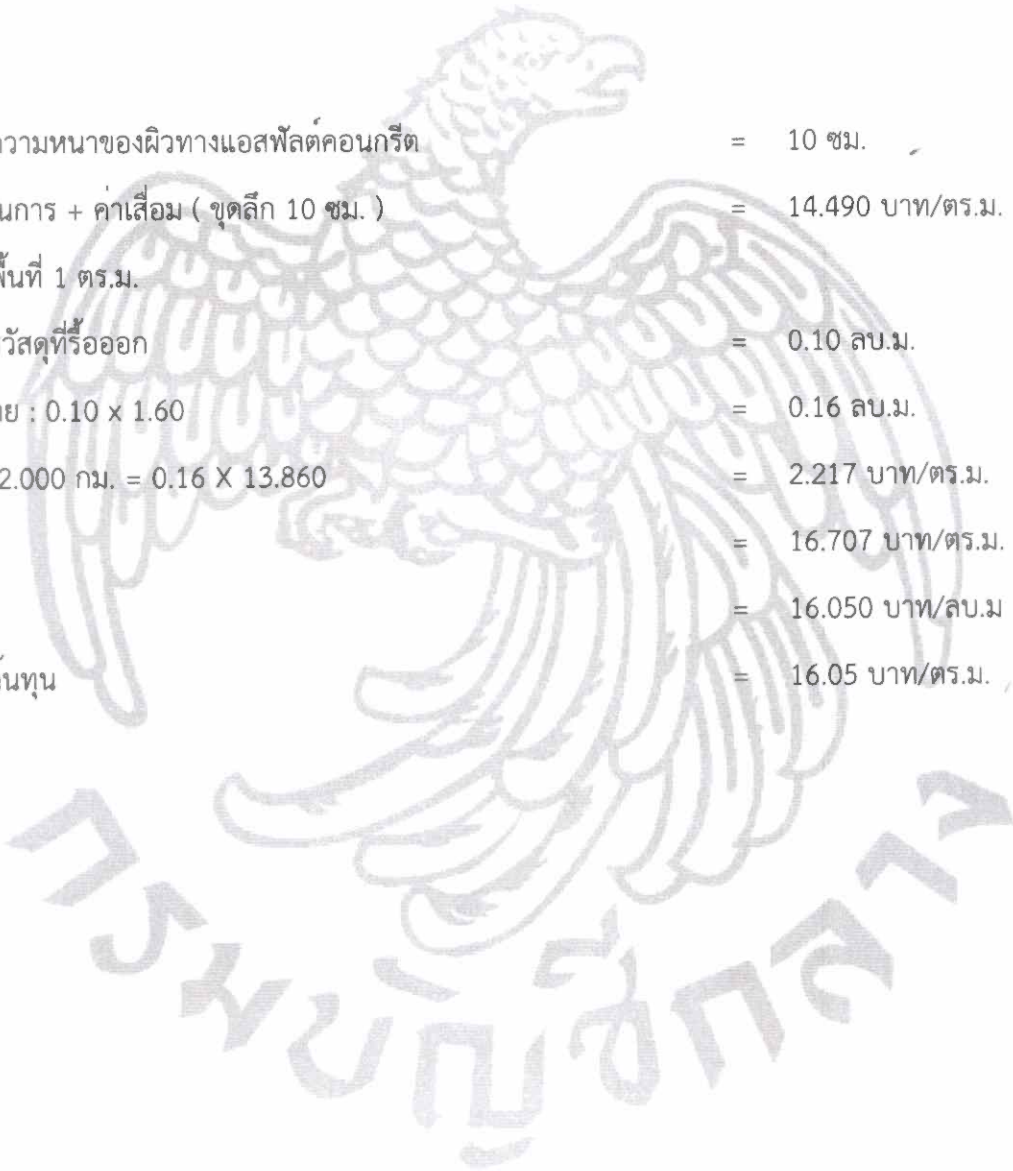 วามหนาของผิวทางแอสฟัลต์คอนกรีต = 10 ซม.
นการ + ค่าเสื่อม ( ขุดลึก 10 ซม. ) = 14.490 บาท/ตร.ม.
พื้นที่ 1 ตร.ม.
วัสดุที่รื้อออก = 0.10 ลบ.ม.
าย : 0.10 x 1.60 = 0.16 ลบ.ม.
2.000 กม. = 0.16 X 13.860 = 2.217 บาท/ตร.ม.
= 16.707 บาท/ตร.ม.
= 16.050 บาท/ลบ.ม
ันทุน = 16.05 บาท/ตร.ม.
กรมบัญชีกลาง